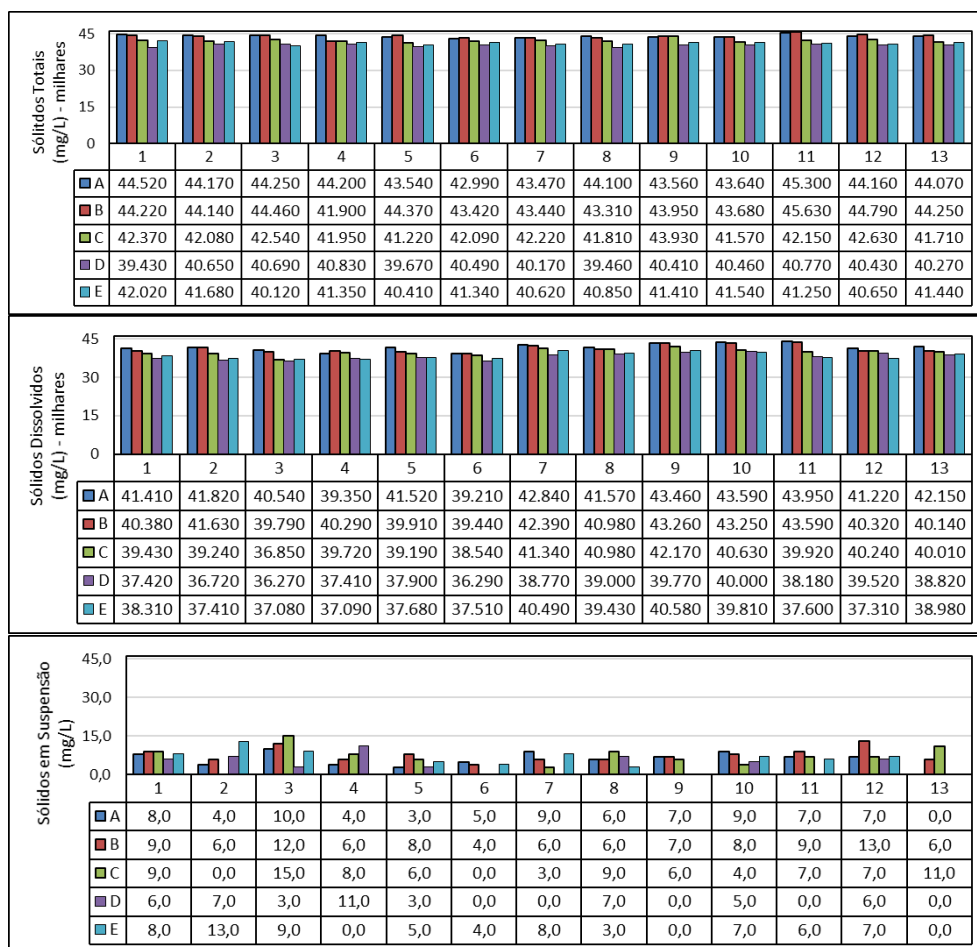 Sólitdos Totais
(mg/L) - milhares
45
30
15
0
1 2 3 4 5 6 7 8 9 10 11 12 13
A 44.520 44.170 44.250 44.200 43.540 42.990 43.470 44.100 43.560 43.640 45.300 44.160 44.070
B 44.220 44.140 44.460 41.900 44.370 43.420 43.440 43.310 43.950 43.680 45.630 44.790 44.250
C 42.370 42.080 42.540 41.950 41.220 42.090 42.220 41.810 43.930 41.570 42.150 42.630 41.710
D 39.430 40.650 40.690 40.830 39.670 40.490 40.170 39.460 40.410 40.460 40.770 40.430 40.270
E 42.020 41.680 40.120 41.350 40.410 41.340 40.620 40.850 41.410 41.540 41.250 40.650 41.440
Sólidos Dissolvidos
(mg/L) - milhares
45
30
15
0
1 2 3 4 5 6 7 8 9 10 11 12 13
A 41.410 41.820 40.540 39.350 41.520 39.210 42.840 41.570 43.460 43.590 43.950 41.220 42.150
B 40.380 41.630 39.790 40.290 39.910 39.440 42.390 40.980 43.260 43.250 43.590 40.320 40.140
C 39.430 39.240 36.850 39.720 39.190 38.540 41.340 40.980 42.170 40.630 39.920 40.240 40.010
D 37.420 36.720 36.270 37.410 37.900 36.290 38.770 39.000 39.770 40.000 38.180 39.520 38.820
E 38.310 37.410 37.080 37.090 37.680 37.510 40.490 39.430 40.580 39.810 37.600 37.310 38.980
Sólidos em Suspensão
(mg/L)
45,0
30,0
15,0
0,0
1 2 3 4 5 6 7 8 9 10 11 12 13
A 8,0 4,0 10,0 4,0 3,0 5,0 9,0 6,0 7,0 9,0 7,0 7,0 0,0
B 9,0 6,0 12,0 6,0 8,0 4,0 6,0 6,0 7,0 8,0 9,0 13,0 6,0
C 9,0 0,0 15,0 8,0 6,0 0,0 3,0 9,0 6,0 4,0 7,0 7,0 11,0
D 6,0 7,0 3,0 11,0 3,0 0,0 0,0 7,0 0,0 5,0 0,0 6,0 0,0
E 8,0 13,0 9,0 0,0 5,0 4,0 8,0 3,0 0,0 7,0 6,0 7,0 0,0